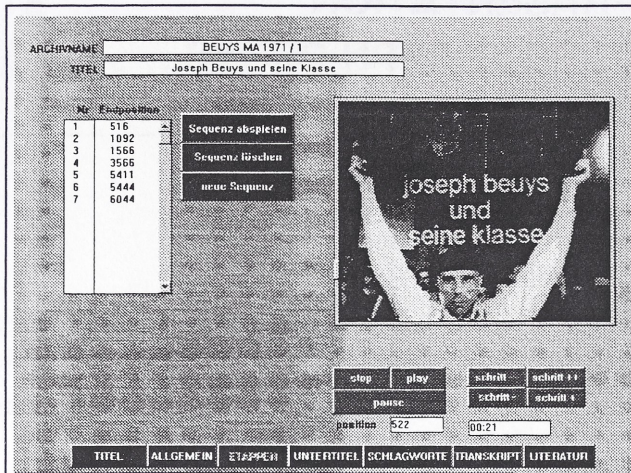 ARCHIVNAME BEUYS MA 1971 / 1
TITEL Joseph Beuys und seine Klasse
Nr Endposition
1 516
2 1092
3 1566
4 3566
5 5411
6 5444
7 6044
Sequenz abspielen
Sequenz löschen
neue Sequenz
joseph beuys
und
seine klasse
stop play
pause
schritt-- schritt ++
schritt- schritt +
position 522 00:21
TITEL ALLGEMEIN ETAPPEN UNTERTITEL SCHLAGWORTE TRANSKRIPT LITERATUR